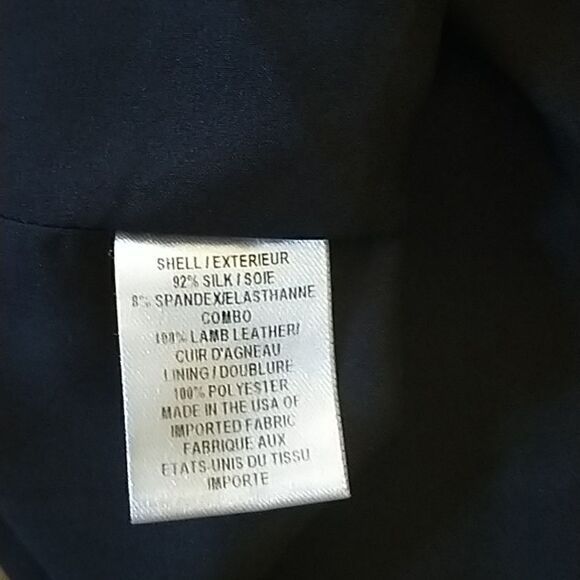 SHELL / EXTERIEUR
92% SILK / SOIE
8% SPANDEX/ELASTHANNE
COMBO
100% LAMB LEATHER/
CUIR D'AGNEAU
LINING / DOUBLURE
100% POLYESTER
MADE IN THE USA OF
IMPORTED FABRIC
FABRIQUE AUX
ETATS-UNIS DU TISSU
IMPORTE